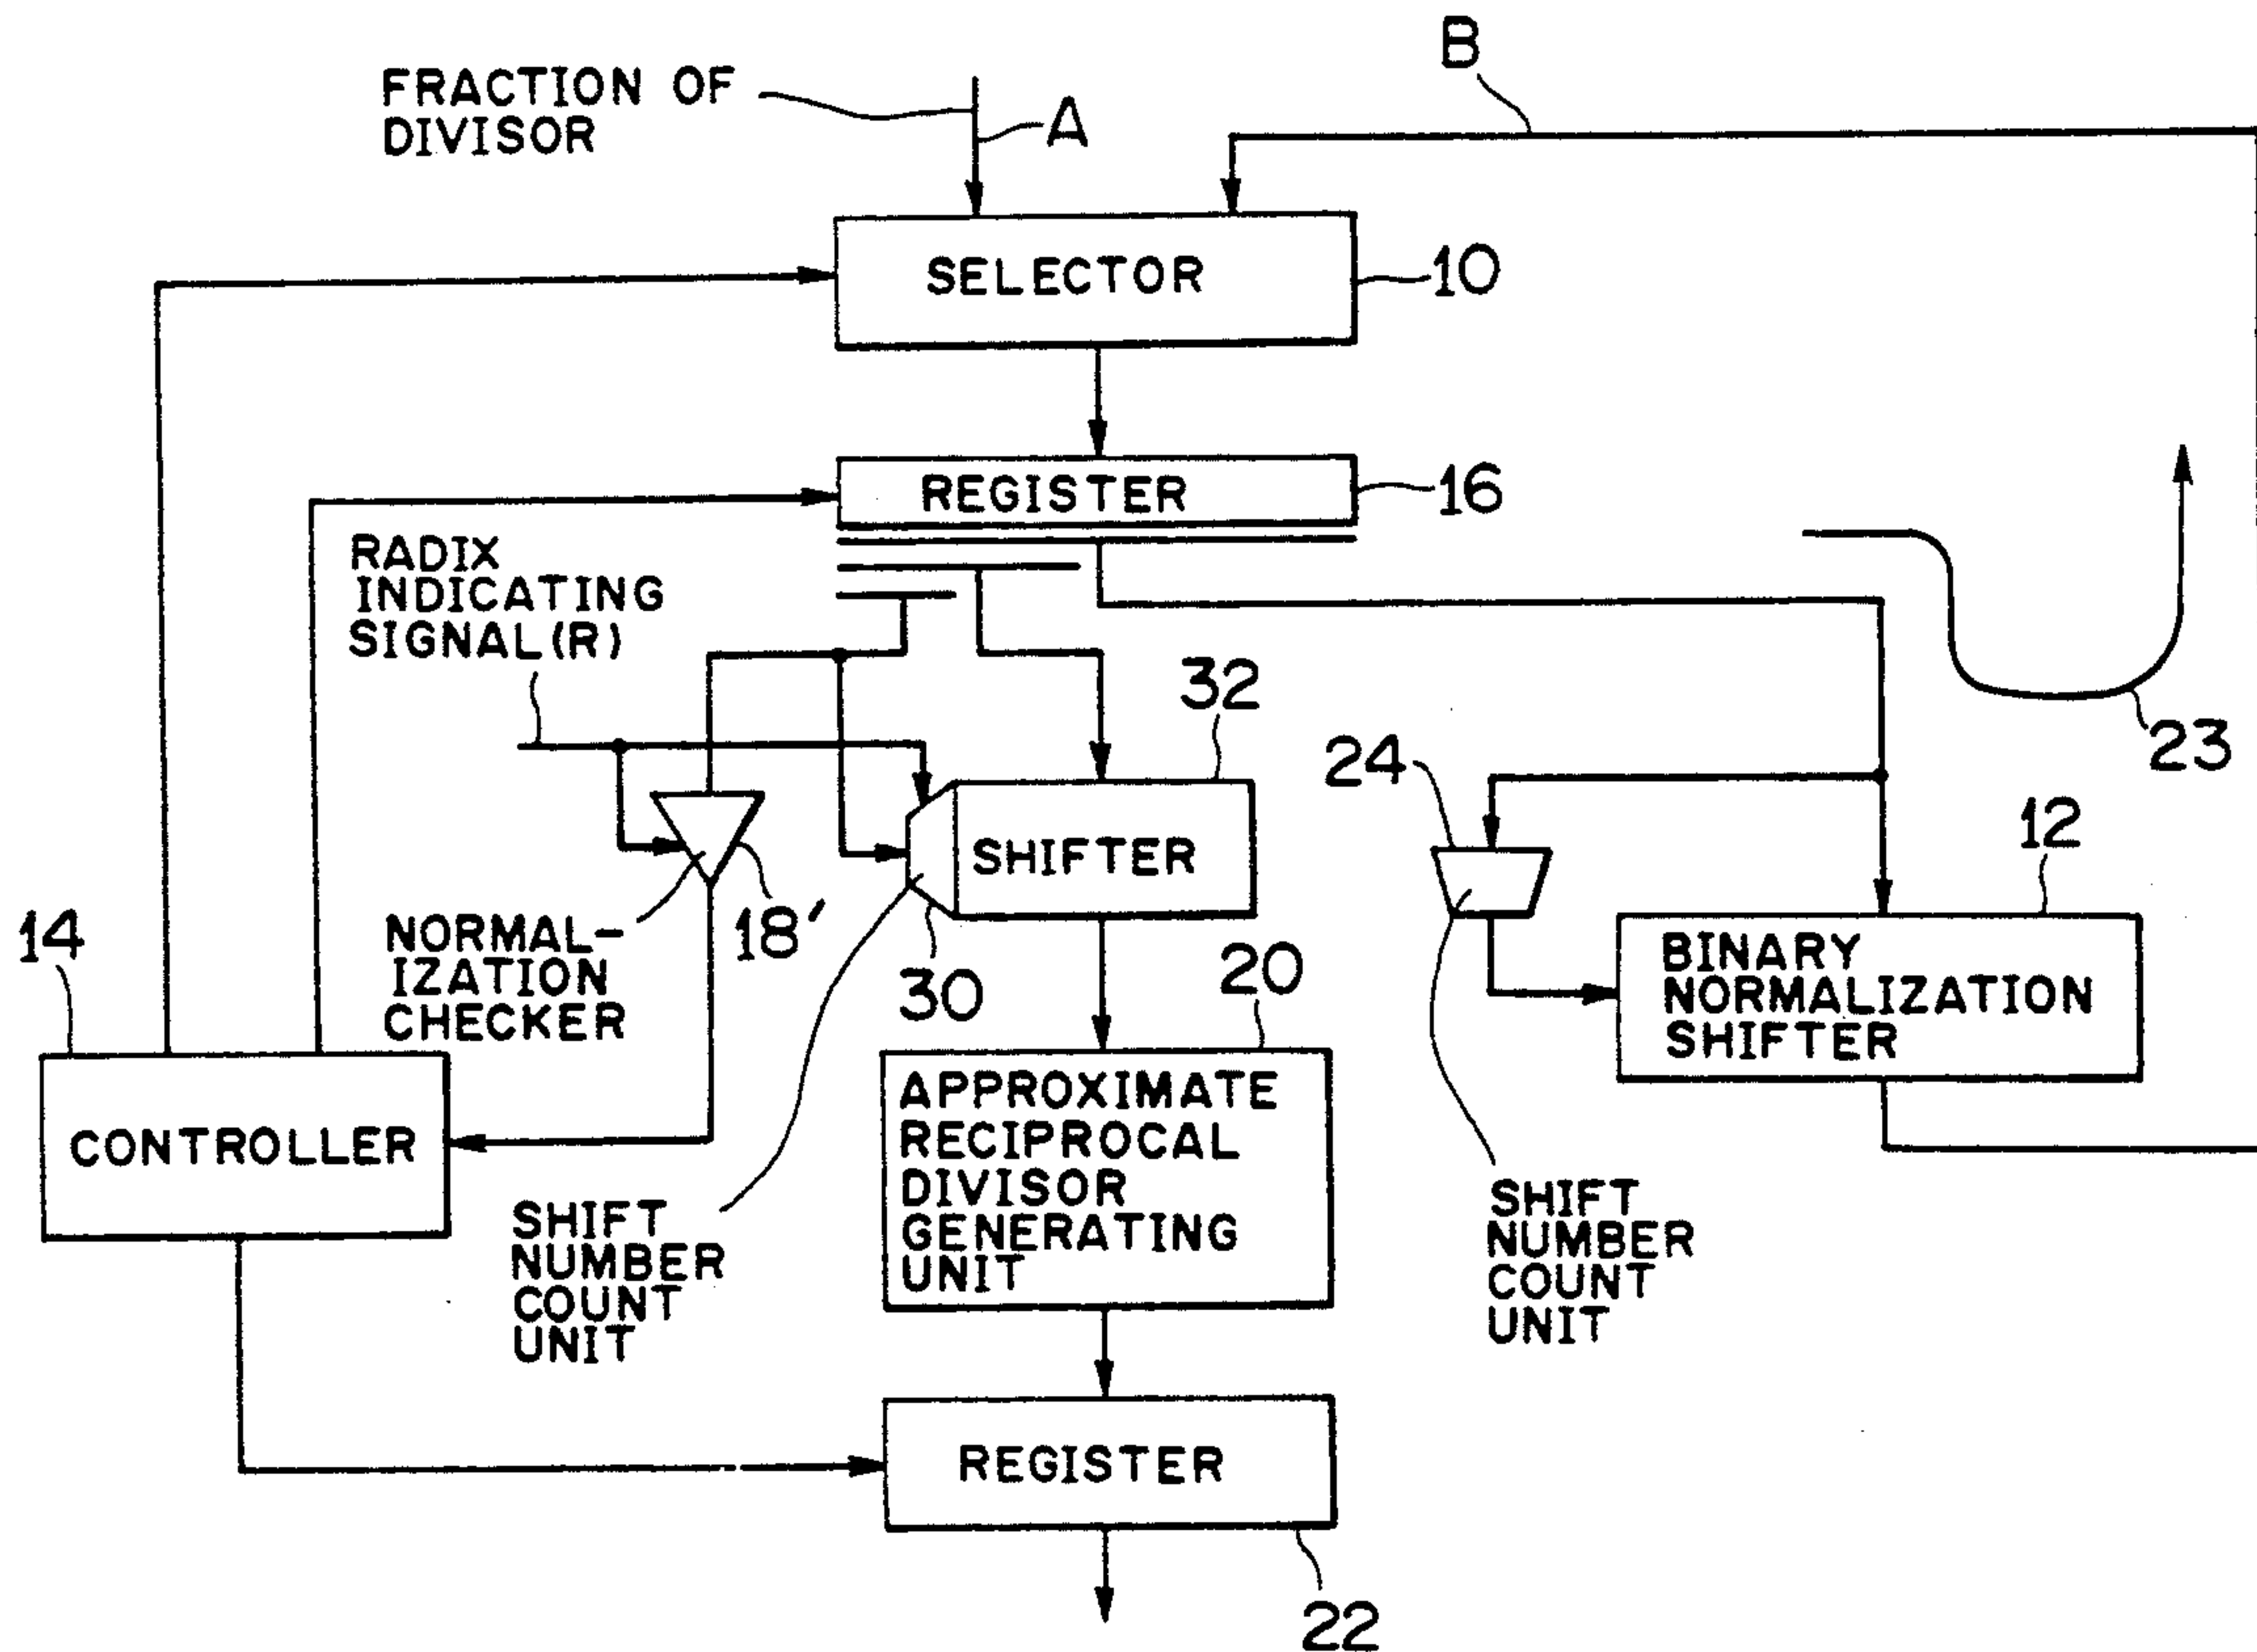 B
FRACTION OF
DIVISOR
A
SELECTOR
10
REGISTER
16
RADIX
INDICATING
SIGNAL(R)
32
23
24
12
SHIFTER
18'
14
NORMAL-
IZATION
CHECKER
30
20
BINARY
NORMALIZATION
SHIFTER
CONTROLLER
APPROXIMATE
RECIPROCAL
DIVISOR
GENERATING
UNIT
SHIFT
NUMBER
COUNT
UNIT
SHIFT
NUMBER
COUNT
UNIT
REGISTER
22